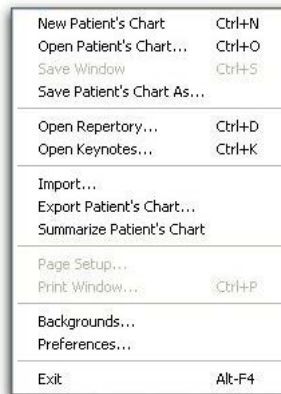 New Patient's Chart Ctrl+N
Open Patient's Chart... Ctrl+O
Save Window Ctrl+S
Save Patient's Chart As...
Open Repertory... Ctrl+D
Open Keynotes... Ctrl+K
Import...
Export Patient's Chart...
Summarize Patient's Chart
Page Setup...
Print Window... Ctrl+P
Backgrounds...
Preferences...
Exit Alt-F4